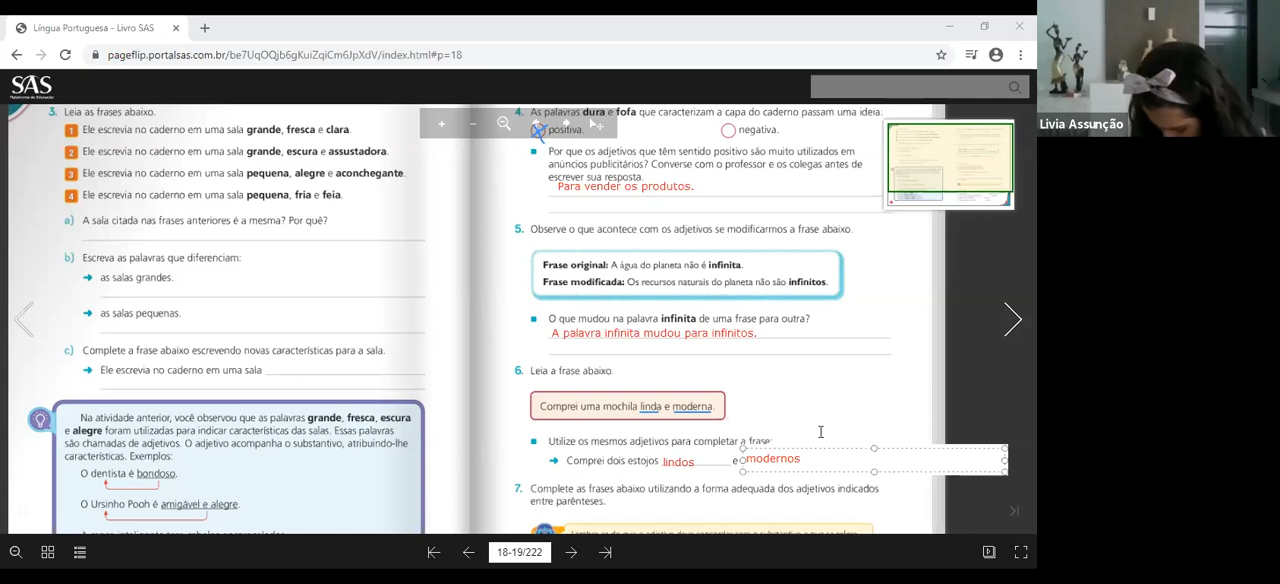 Língua Portuguesa - Livro SAS
pageflip.portalsas.com.br/be7UqOQjb6gKuiZqiCm6JpXdV/index.html#p=18
SAS
Livia Assunção
3. Leia as frases abaixo.
1 Ele escrevia no caderno em uma sala grande, fresca e clara.
2 Ele escrevia no caderno em uma sala grande, escura e assustadora.
3 Ele escrevia no caderno em uma sala pequena, alegre e aconchegante.
4 Ele escrevia no caderno em uma sala pequena, fria e feia.
a) A sala citada nas frases anteriores é a mesma? Por quê?
b) Escreva as palavras que diferenciam:
as salas grandes.
as salas pequenas.
c) Complete a frase abaixo escrevendo novas características para a sala.
Ele escrevia no caderno em uma sala
Na atividade anterior, você observou que as palavras grande, fresca, escura
e alegre foram utilizadas para indicar características das salas. Essas palavras
são chamadas de adjetivos. O adjetivo acompanha o substantivo, atribuindo-lhe
características. Exemplos:
O dentista é bondoso.
O Ursinho Pooh é amigável e alegre.
4. As palavras dura e fofa que caracterizam a capa do caderno passam uma ideia:
positiva. negativa.
Por que os adjetivos que têm sentido positivo são muito utilizados em
anúncios publicitários? Converse com o professor e os colegas antes de
escrever sua resposta.
Para vender os produtos.
5. Observe o que acontece com os adjetivos se modificarmos a frase abaixo.
Frase original: A água do planeta não é infinita.
Frase modificada: Os recursos naturais do planeta não são infinitos.
O que mudou na palavra infinita de uma frase para outra?
A palavra infinita mudou para infinitos.
6. Leia a frase abaixo.
Comprei uma mochila linda e moderna.
Utilize os mesmos adjetivos para completar a frase:
Comprei dois estojos lindos e modernos
7. Complete as frases abaixo utilizando a forma adequada dos adjetivos indicados
entre parênteses.
18-19/222